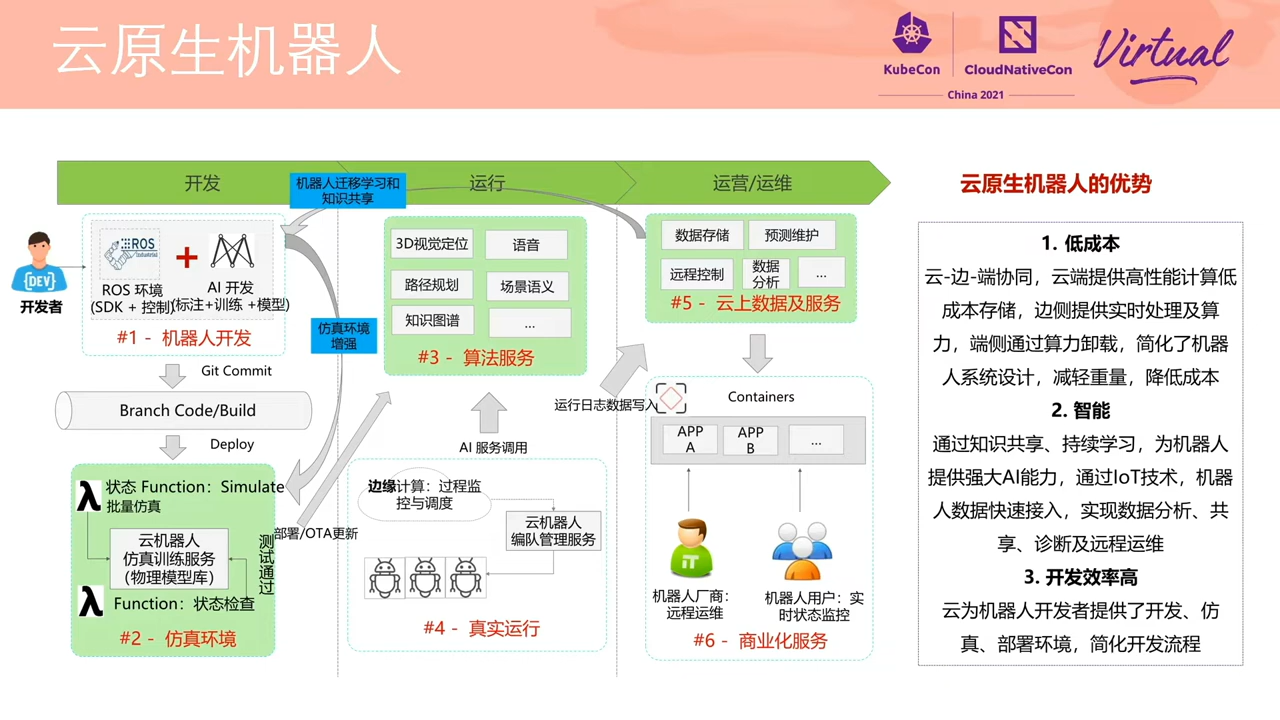 云原生机器人
KubeCon
CloudNativeCon
China 2021
Virtual
开发
运行
运营/运维
机器人迁移学习和
知识共享
DEV
开发者
ROS
Industrial
ROS 环境
(SDK + 控制)
+
AI 开发
(标注+训练 +模型)
#1 - 机器人开发
Git Commit
Branch Code/Build
Deploy
仿真环境
增强
λ
状态 Function：Simulate
批量仿真
云机器人
仿真训练服务
(物理模型库)
测试通过
λ
Function：状态检查
#2 - 仿真环境
部署/OTA更新
3D视觉定位
语音
路径规划
场景语义
知识图谱
...
#3 - 算法服务
AI 服务调用
边缘计算：过程监
控与调度
云机器人
编队管理服务
#4 - 真实运行
运行日志数据写入
数据存储
预测维护
远程控制
数据
分析
...
#5 - 云上数据及服务
Containers
APP
A
APP
B
...
IT
机器人厂商：
远程运维
机器人用户：实
时状态监控
#6 - 商业化服务
云原生机器人的优势
1. 低成本
云-边-端协同，云端提供高性能计算低
成本存储，边侧提供实时处理及算
力，端侧通过算力卸载，简化了机器
人系统设计，减轻重量，降低成本
2. 智能
通过知识共享、持续学习，为机器人
提供强大AI能力，通过IoT技术，机器
人数据快速接入，实现数据分析、共
享、诊断及远程运维
3. 开发效率高
云为机器人开发者提供了开发、仿
真、部署环境，简化开发流程